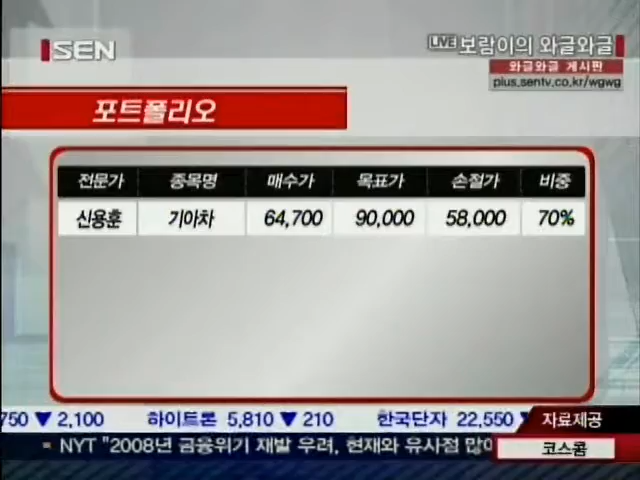 SEN
LIVE 보람이의 와글와글
와글와글 게시판
plus.sentv.co.kr/wgwg
포트폴리오
전문가 종목명 매수가 목표가 손절가 비중
신용훈 기아차 64,700 90,000 58,000 70%
750 ▼ 2,100 하이트론 5,810 ▼ 210 한국단자 22,550 ▼ 자료제공
NYT "2008년 금융위기 재발 우려, 현재와 유사점 많이 코스콤